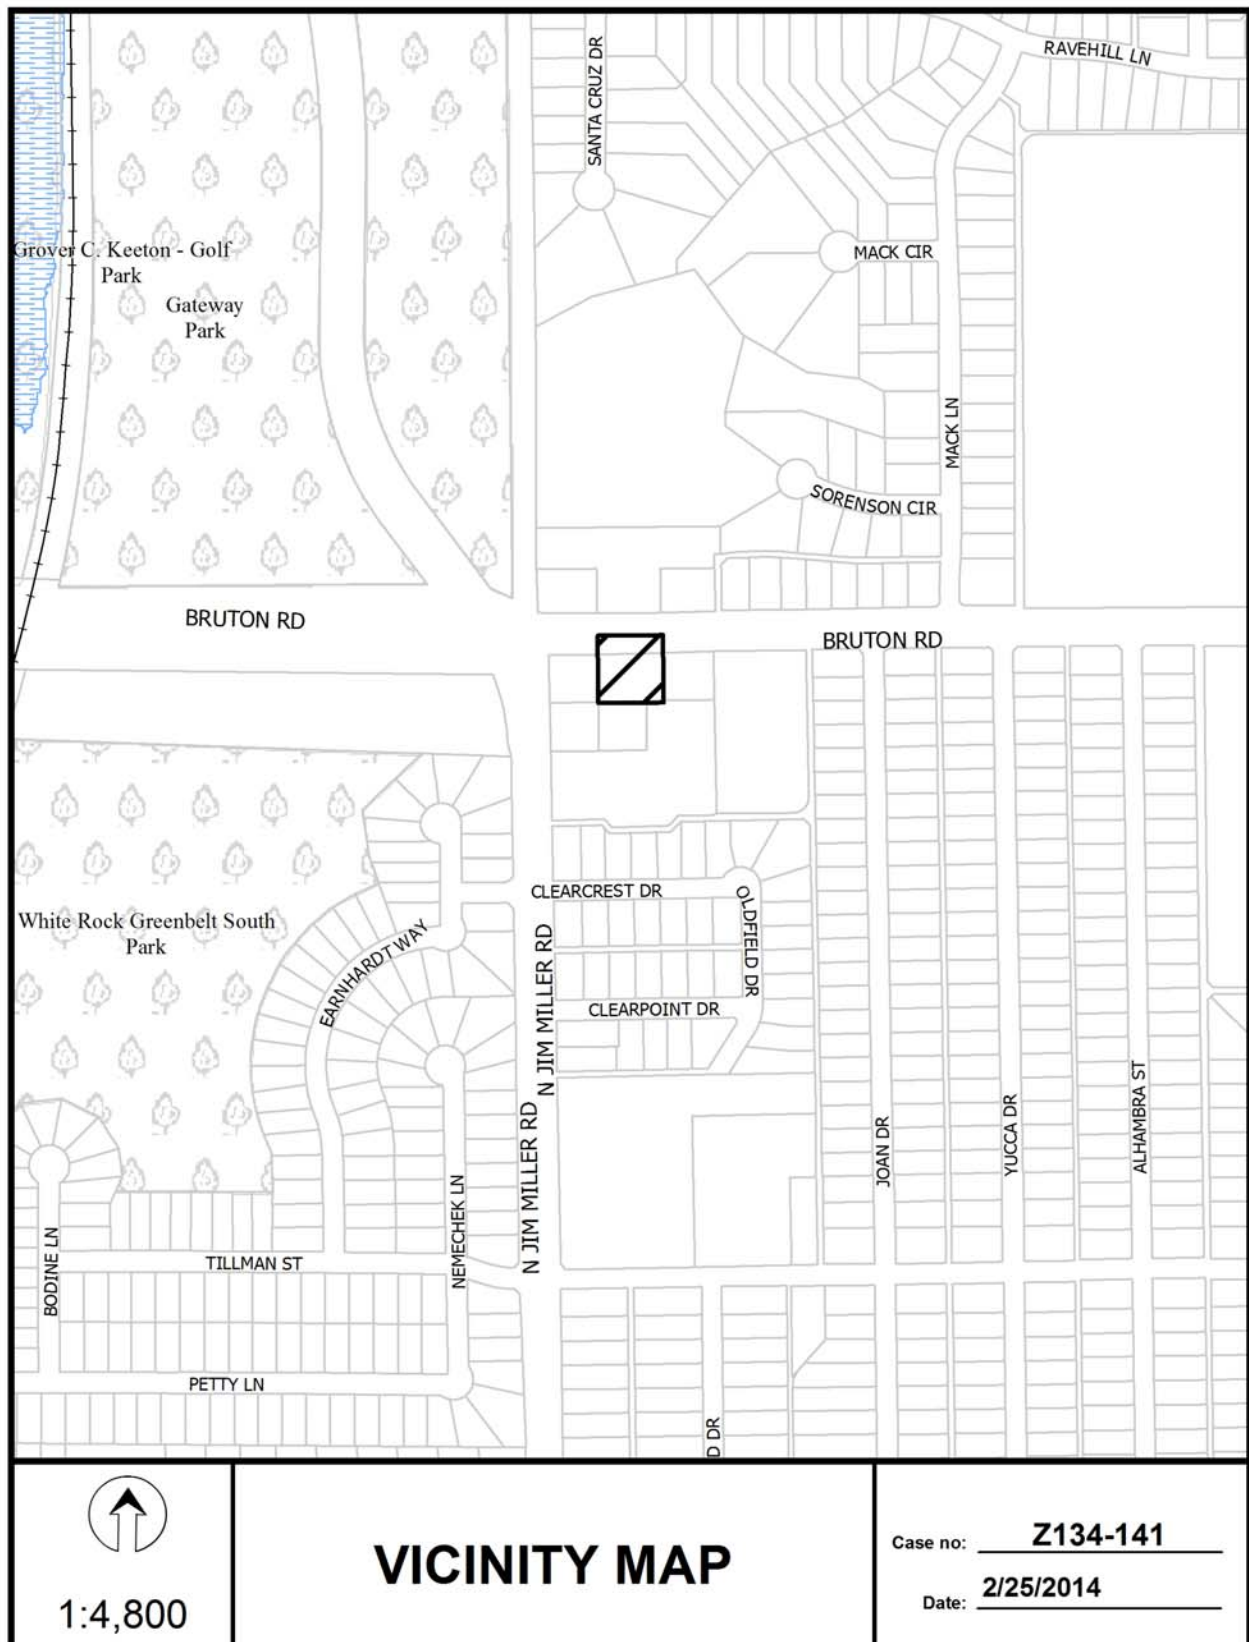 RAVEHILL LN
SANTA CRUZ DR
Grover C. Keeton - Golf
Park
MACK CIR
Gateway
Park
MACK LN
SORENSON CIR
BRUTON RD
BRUTON RD
CLEARCREST DR
OLDFIELD DR
White Rock Greenbelt South
Park
EARNHARDT WAY
N JIM MILLER RD
CLEARPOINT DR
N JIM MILLER RD
JOAN DR
YUCCA DR
ALHAMBRA ST
NEMECHEK LN
BODINE LN
TILLMAN ST
PETTY LN
D DR
1:4,800
VICINITY MAP
Case no: Z134-141
Date: 2/25/2014